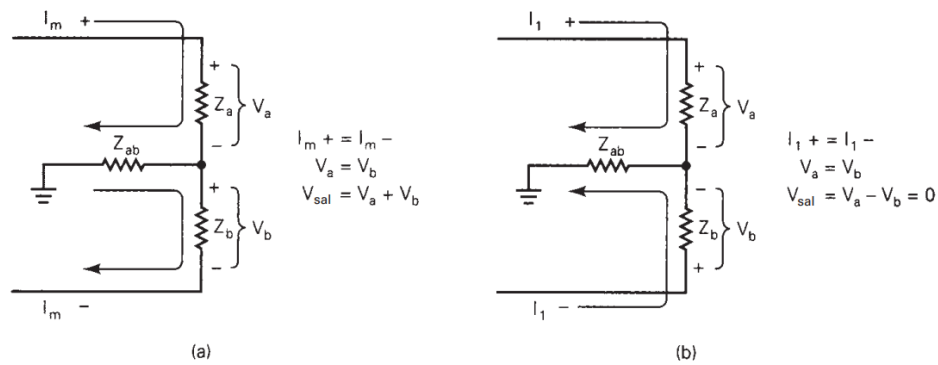 I_m +
+
Z_a
V_a
−
Z_ab
+
Z_b
V_b
−
I_m −
I_m + = I_m −
V_a = V_b
V_sal = V_a + V_b
(a)
I_1 +
+
Z_a
V_a
−
Z_ab
−
Z_b
V_b
+
I_1 −
I_1 + = I_1 −
V_a = V_b
V_sal = V_a − V_b = 0
(b)